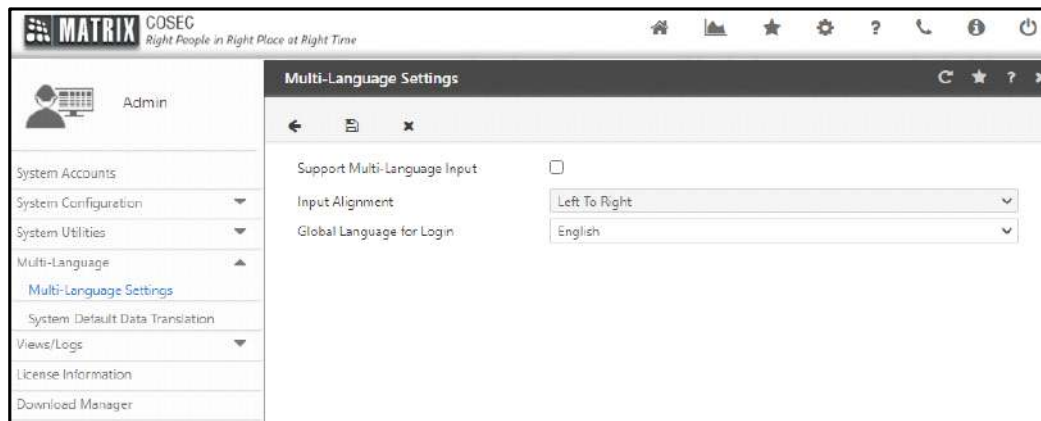 MATRIX COSEC
Right People in Right Place at Right Time
Admin
System Accounts
System Configuration
System Utilities
Multi-Language
Multi-Language Settings
System Default Data Translation
Views/Logs
License Information
Download Manager
Multi-Language Settings
Support Multi-Language Input
Input Alignment Left To Right
Global Language for Login English